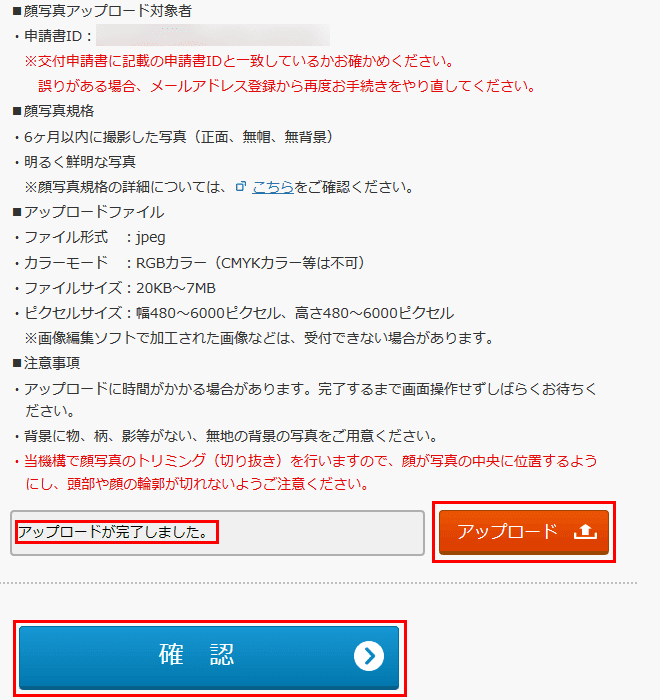 ■顔写真アップロード対象者
・申請書ID：
※交付申請書に記載の申請書IDと一致しているかお確かめください。
誤りがある場合、メールアドレス登録から再度お手続きをやり直してください。
■顔写真規格
・6ヶ月以内に撮影した写真（正面、無帽、無背景）
・明るく鮮明な写真
※顔写真規格の詳細については、こちらをご確認ください。
■アップロードファイル
・ファイル形式　：jpeg
・カラーモード　：RGBカラー（CMYKカラー等は不可）
・ファイルサイズ：20KB～7MB
・ピクセルサイズ：幅480～6000ピクセル、高さ480～6000ピクセル
※画像編集ソフトで加工された画像などは、受付できない場合があります。
■注意事項
・アップロードに時間がかかる場合があります。完了するまで画面操作せずしばらくお待ちく
ださい。
・背景に物、柄、影等がない、無地の背景の写真をご用意ください。
・当機構で顔写真のトリミング（切り抜き）を行いますので、顔が写真の中央に位置するよう
にし、頭部や顔の輪郭が切れないようご注意ください。
アップロードが完了しました。
アップロード
確　認